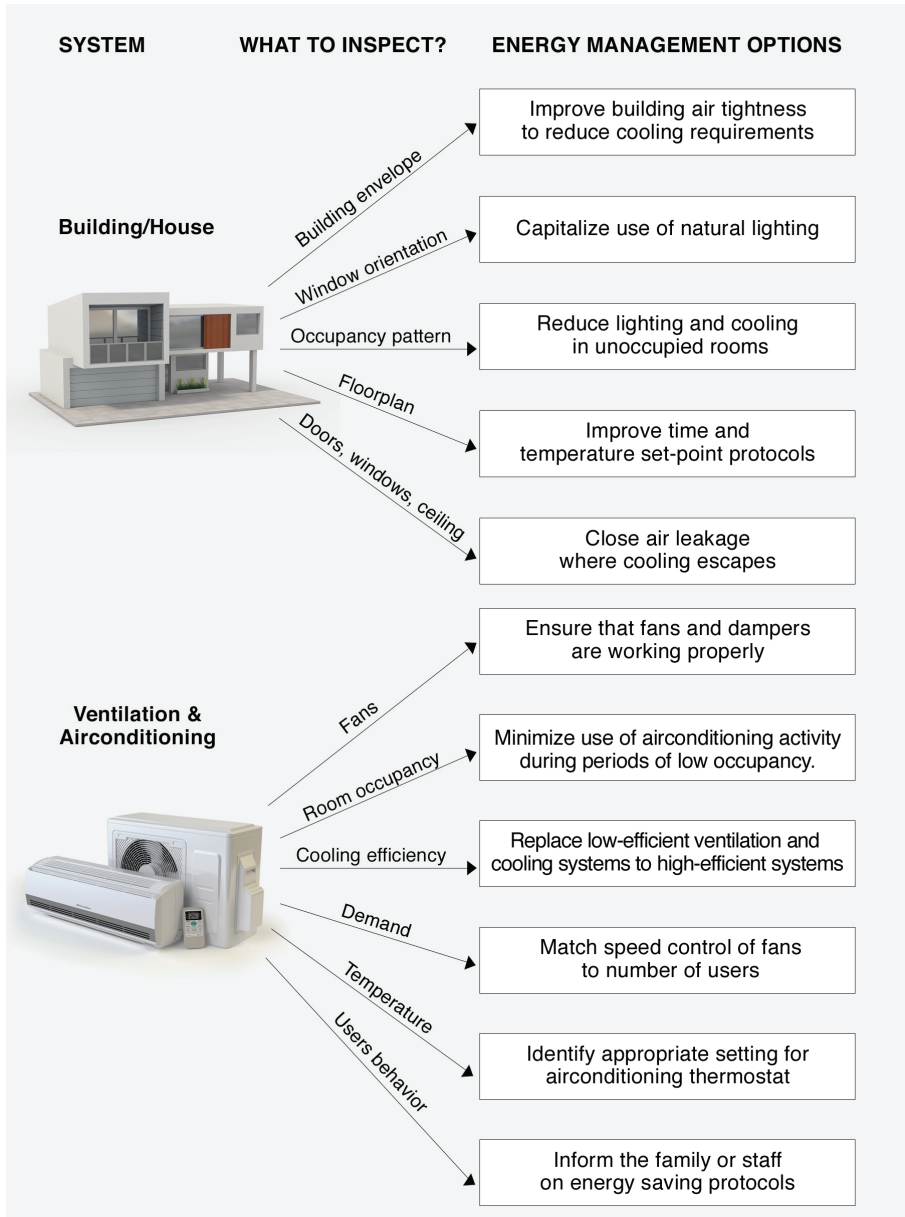 SYSTEM
WHAT TO INSPECT?
ENERGY MANAGEMENT OPTIONS
Building/House
Building envelope
Improve building air tightness
to reduce cooling requirements
Window orientation
Capitalize use of natural lighting
Occupancy pattern
Reduce lighting and cooling
in unoccupied rooms
Floorplan
Improve time and
temperature set-point protocols
Doors, windows, ceiling
Close air leakage
where cooling escapes
Ventilation &
Airconditioning
Fans
Ensure that fans and dampers
are working properly
Room occupancy
Minimize use of airconditioning activity
during periods of low occupancy.
Cooling efficiency
Replace low-efficient ventilation and
cooling systems to high-efficient systems
Demand
Match speed control of fans
to number of users
Temperature
Identify appropriate setting for
airconditioning thermostat
Users behavior
Inform the family or staff
on energy saving protocols